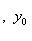 , y₀